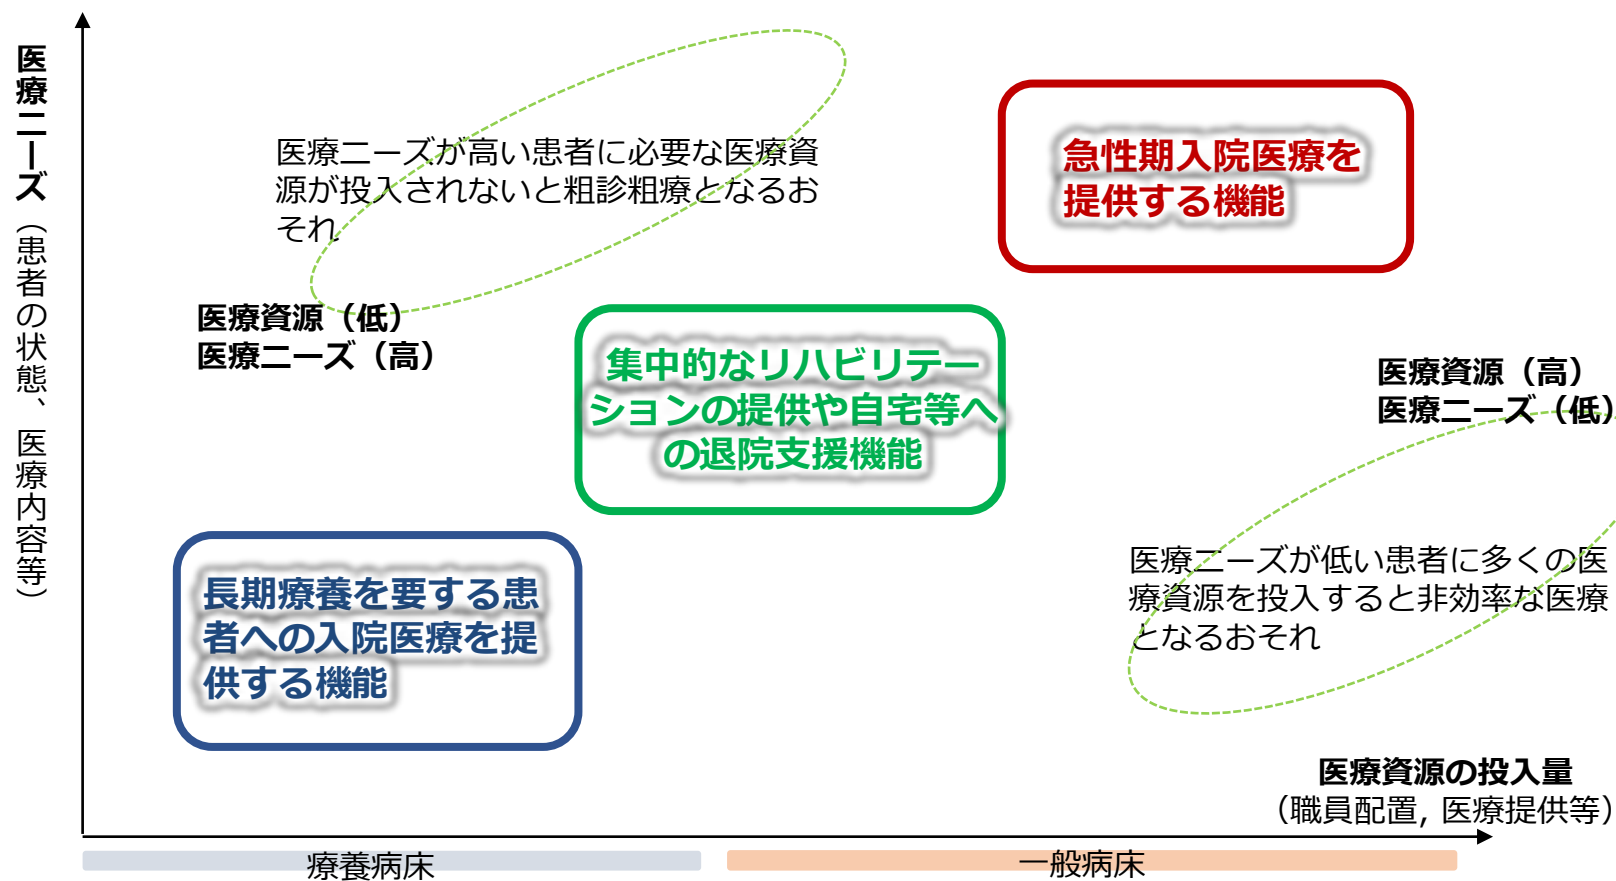 医療ニーズ（患者の状態、医療内容等）
医療ニーズが高い患者に必要な医療資
源が投入されないと粗診粗療となるお
それ
急性期入院医療を
提供する機能
医療資源（低）
医療ニーズ（高）
集中的なリハビリテー
ションの提供や自宅等へ
の退院支援機能
医療資源（高）
医療ニーズ（低）
長期療養を要する患
者への入院医療を提
供する機能
医療ニーズが低い患者に多くの医
療資源を投入すると非効率な医療
となるおそれ
医療資源の投入量
（職員配置, 医療提供等）
療養病床
一般病床